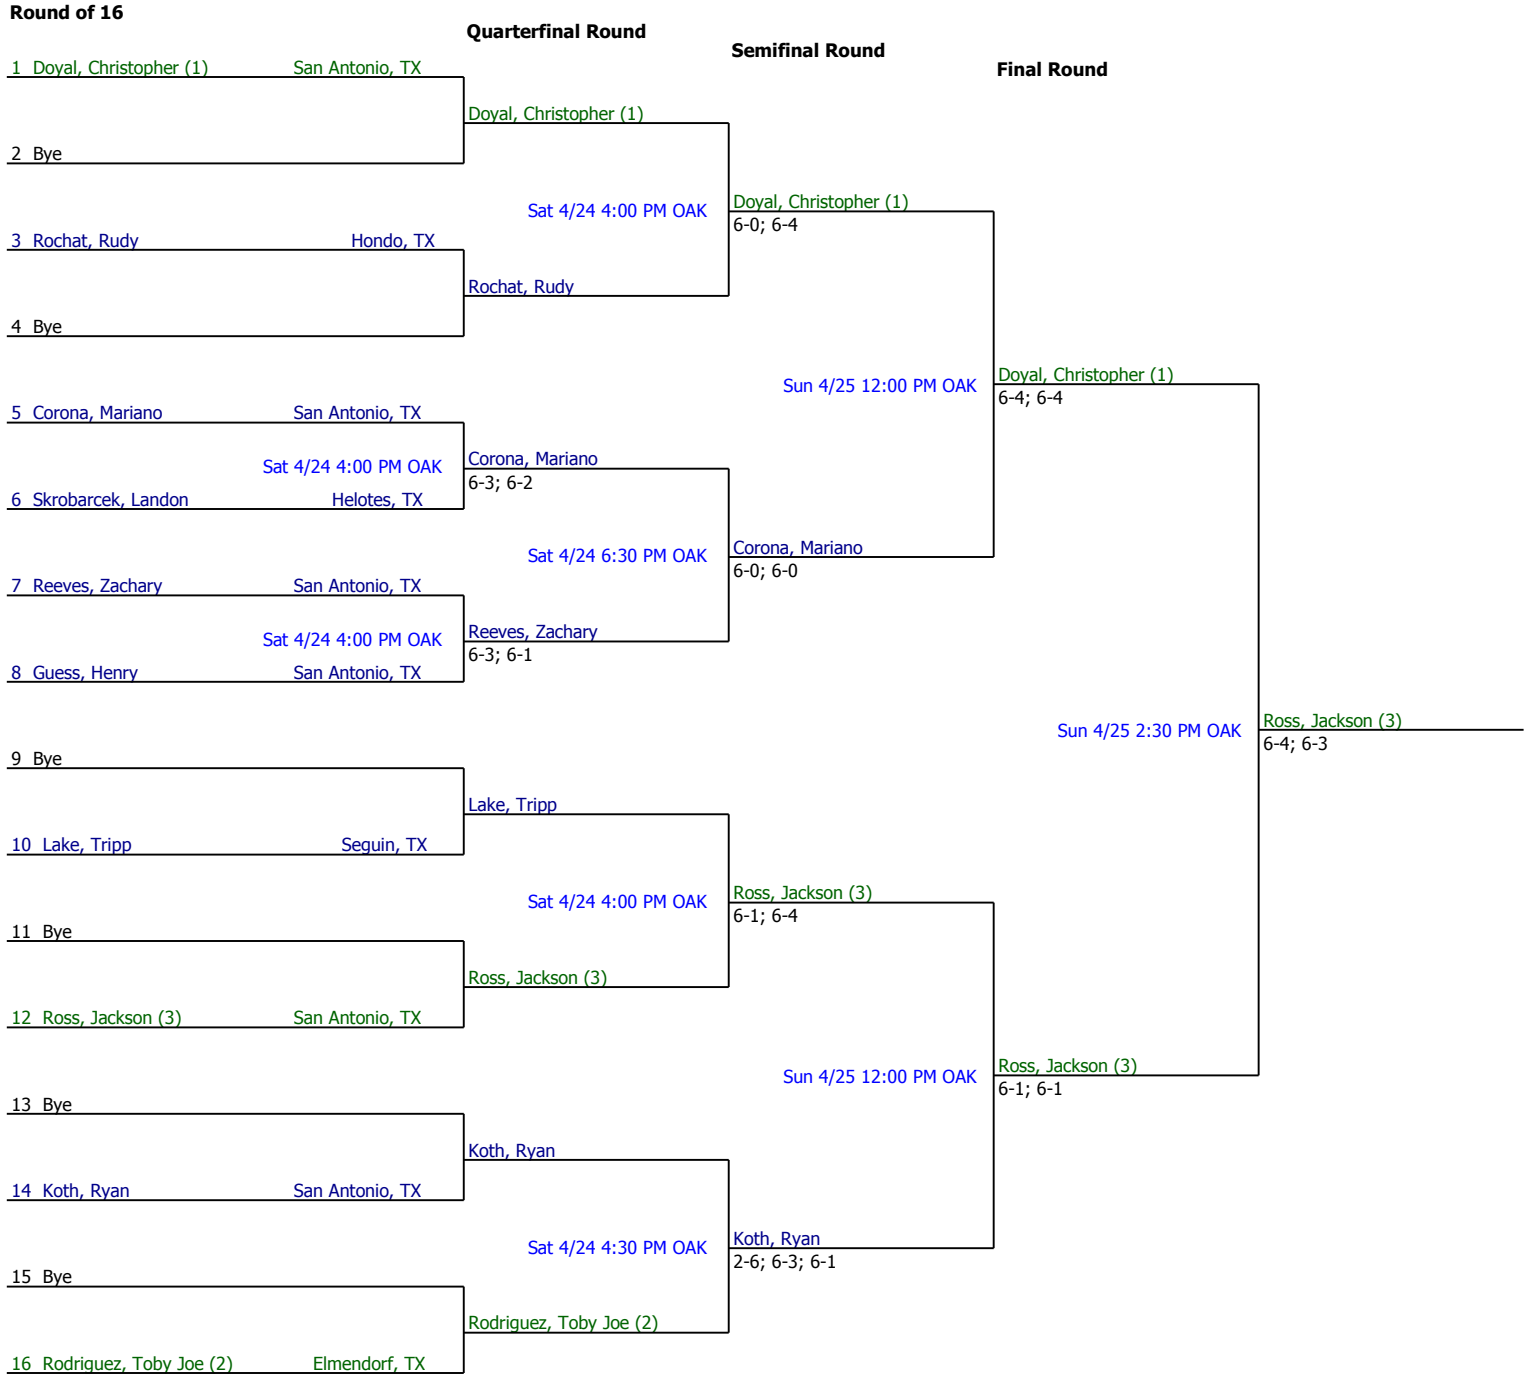 Round of 16
Quarterfinal Round
Semifinal Round
Final Round
1 Doyal, Christopher (1) San Antonio, TX
Doyal, Christopher (1)
2 Bye
Sat 4/24 4:00 PM OAK
Doyal, Christopher (1)
6-0; 6-4
3 Rochat, Rudy Hondo, TX
Rochat, Rudy
4 Bye
Sun 4/25 12:00 PM OAK
Doyal, Christopher (1)
6-4; 6-4
5 Corona, Mariano San Antonio, TX
Sat 4/24 4:00 PM OAK
Corona, Mariano
6-3; 6-2
6 Skrobarcek, Landon Helotes, TX
Sat 4/24 6:30 PM OAK
Corona, Mariano
6-0; 6-0
7 Reeves, Zachary San Antonio, TX
Sat 4/24 4:00 PM OAK
Reeves, Zachary
6-3; 6-1
8 Guess, Henry San Antonio, TX
Sun 4/25 2:30 PM OAK
Ross, Jackson (3)
6-4; 6-3
9 Bye
Lake, Tripp
10 Lake, Tripp Seguin, TX
Sat 4/24 4:00 PM OAK
Ross, Jackson (3)
6-1; 6-4
11 Bye
Ross, Jackson (3)
12 Ross, Jackson (3) San Antonio, TX
Sun 4/25 12:00 PM OAK
Ross, Jackson (3)
6-1; 6-1
13 Bye
Koth, Ryan
14 Koth, Ryan San Antonio, TX
Sat 4/24 4:30 PM OAK
Koth, Ryan
2-6; 6-3; 6-1
15 Bye
Rodriguez, Toby Joe (2)
16 Rodriguez, Toby Joe (2) Elmendorf, TX